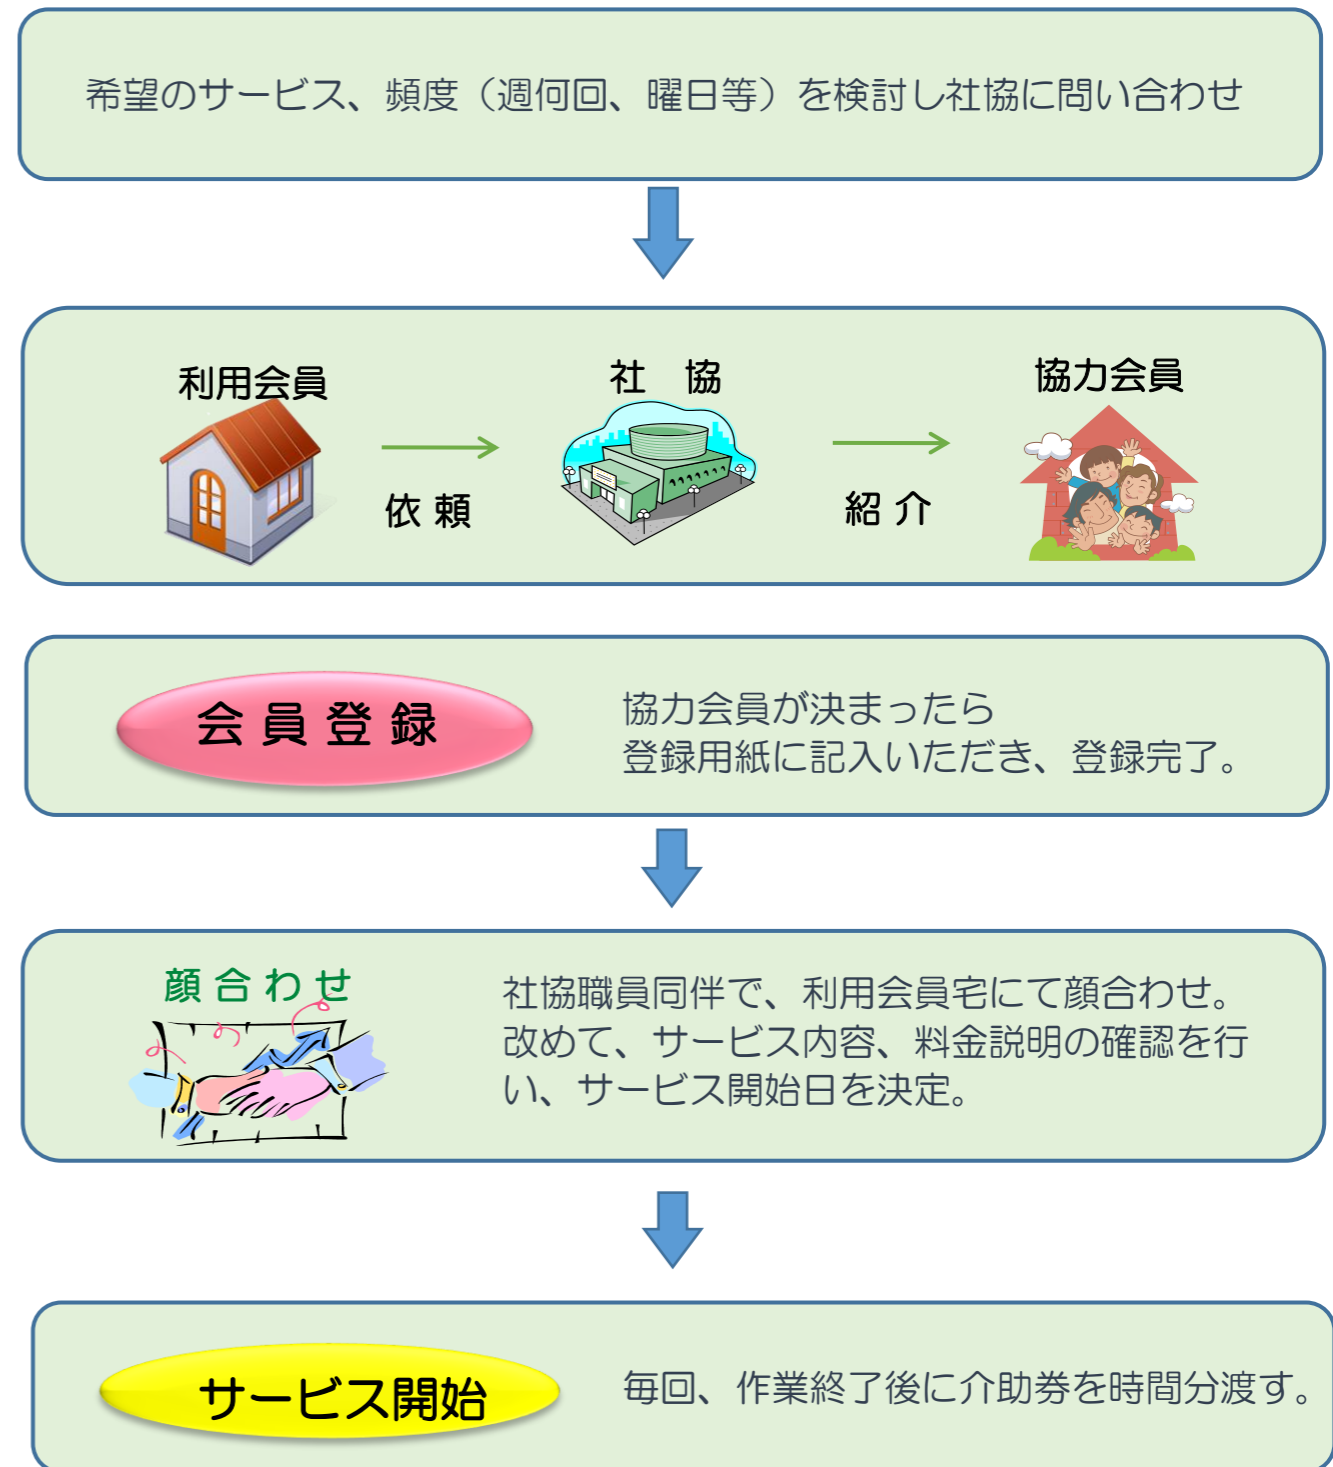 希望のサービス、頻度（週何回、曜日等）を検討し社協に問い合わせ
利用会員
社　協
協力会員
依 頼
紹 介
会 員 登 録
協力会員が決まったら
登録用紙に記入いただき、登録完了。
顔 合 わ せ
社協職員同伴で、利用会員宅にて顔合わせ。
改めて、サービス内容、料金説明の確認を行
い、サービス開始日を決定。
サービス開始
毎回、作業終了後に介助券を時間分渡す。